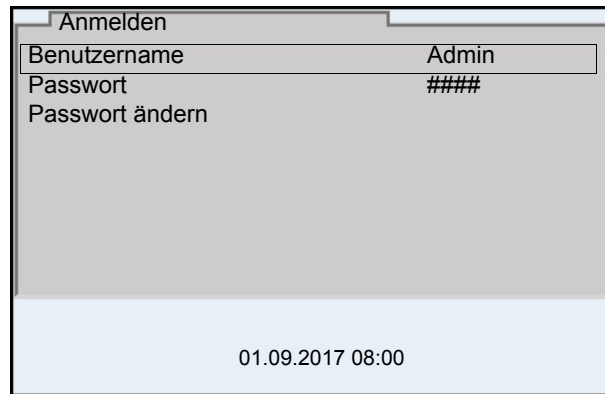 Anmelden
Benutzername Admin
Passwort ####
Passwort ändern
01.09.2017 08:00